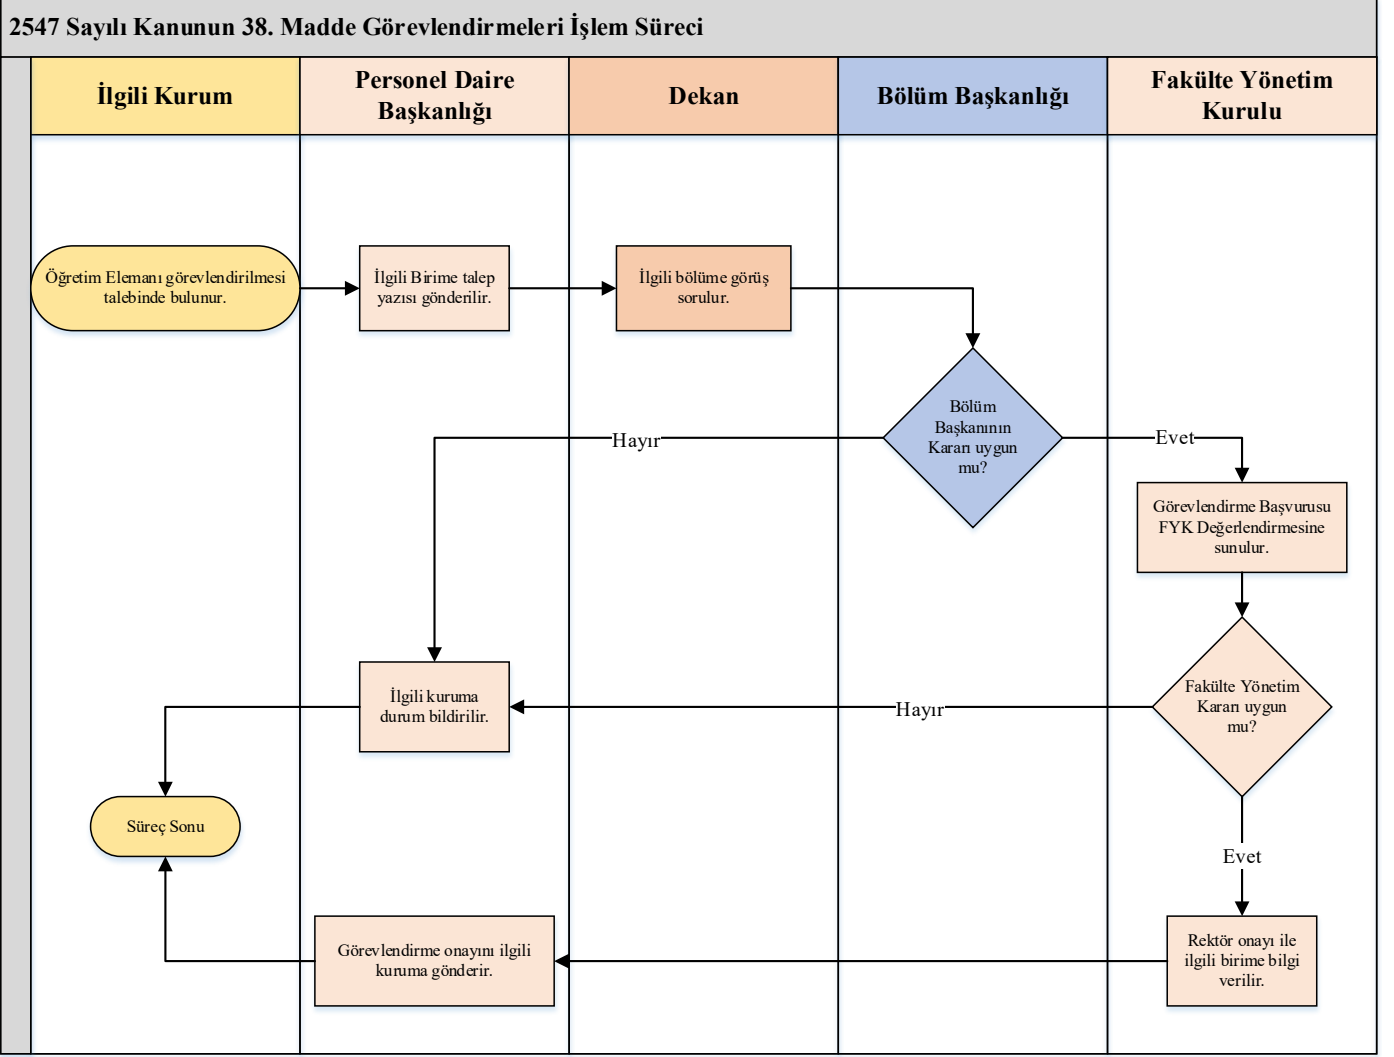 2547 Sayılı Kanunun 38. Madde Görevlendirmeleri İşlem Süreci
İlgili Kurum
Personel Daire
Başkanlığı
Dekan
Bölüm Başkanlığı
Fakülte Yönetim
Kurulu
Öğretim Elemanı görevlendirilmesi
talebinde bulunur.
İlgili Birime talep
yazısı gönderilir.
İlgili bölüme görüş
sorulur.
Bölüm
Başkanının
Kararı uygun
mu?
Hayır
Evet
Görevlendirme Başvurusu
FYK Değerlendirmesine
sunulur.
Fakülte Yönetim
Kararı uygun
mu?
Hayır
İlgili kuruma
durum bildirilir.
Süreç Sonu
Evet
Rektör onayı ile
ilgili birime bilgi
verilir.
Görevlendirme onayını ilgili
kuruma gönderir.